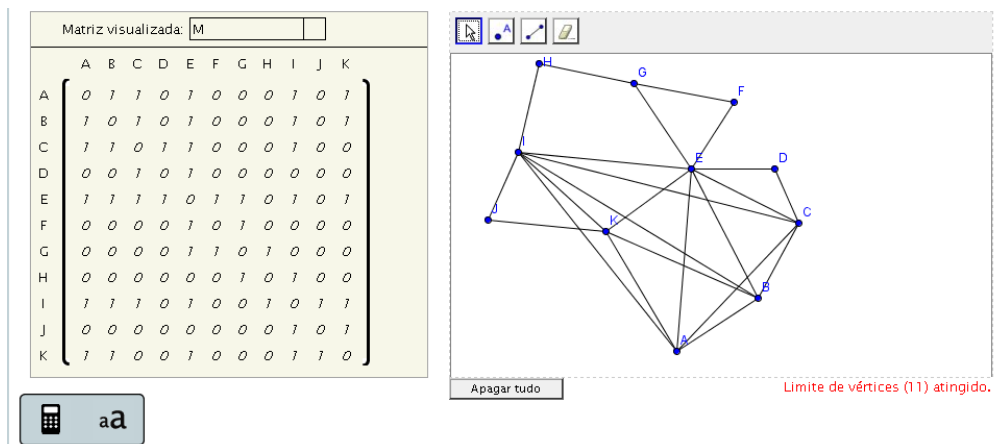 Matriz visualizada: M
A B C D E F G H I J K
A 0 1 1 0 1 0 0 0 1 0 1
B 1 0 1 0 1 0 0 0 1 0 1
C 1 1 0 1 1 0 0 0 1 0 0
D 0 0 1 0 1 0 0 0 0 0 0
E 1 1 1 1 0 1 1 0 1 0 1
F 0 0 0 0 1 0 1 0 0 0 0
G 0 0 0 0 1 1 0 1 0 0 0
H 0 0 0 0 0 0 1 0 1 0 0
I 1 1 1 0 1 0 0 1 0 1 1
J 0 0 0 0 0 0 0 0 1 0 1
K 1 1 0 0 1 0 0 0 1 1 0
aa
A
H
G
F
I
E
D
J
K
C
B
A
Apagar tudo
Limite de vértices (11) atingido.